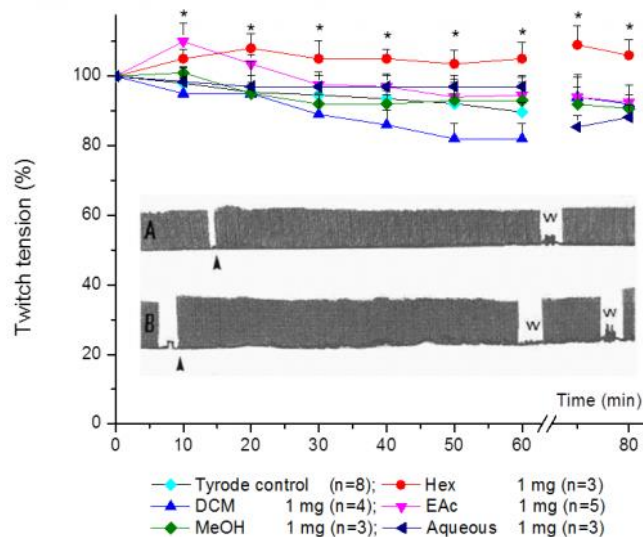 * * * * * * * *
120
100
80
60
40
20
0
Twitch tension (%)
A
w
B
w w
Time (min)
0 10 20 30 40 50 60 80
Tyrode control (n=8); Hex 1 mg (n=3)
DCM 1 mg (n=4); EAc 1 mg (n=5)
MeOH 1 mg (n=3); Aqueous 1 mg (n=3)